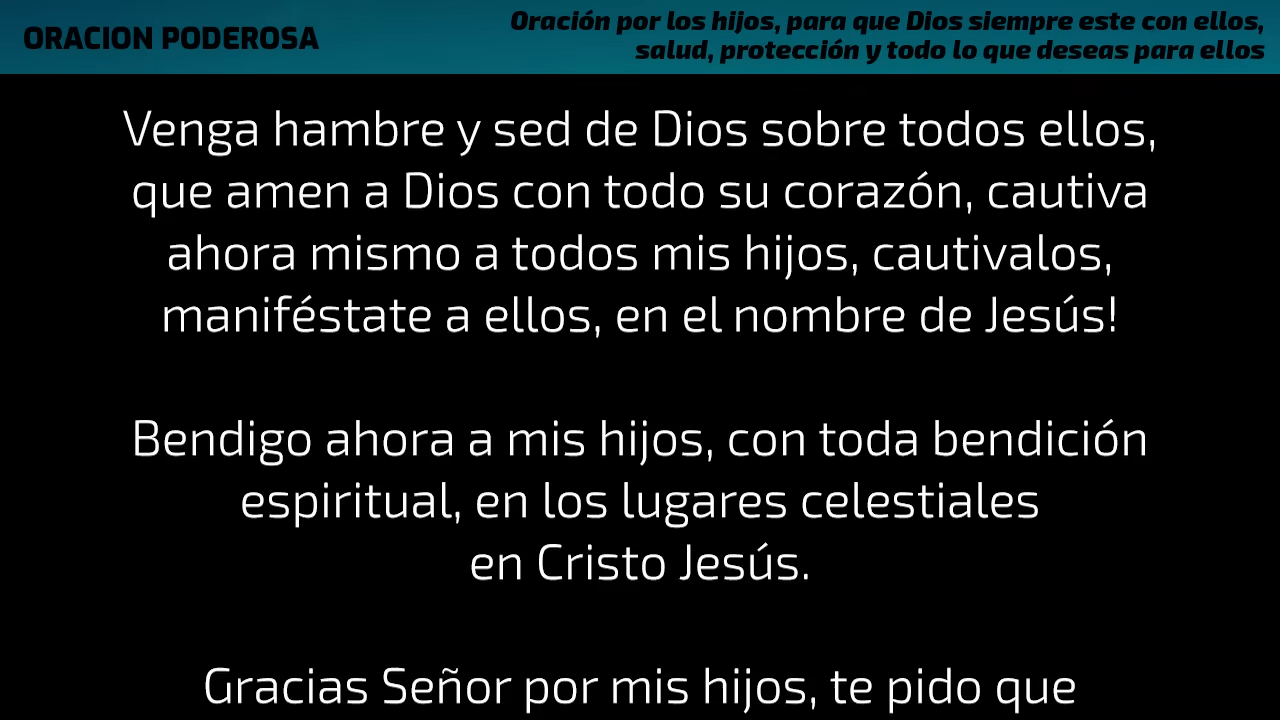 ORACION PODEROSA
Oración por los hijos, para que Dios siempre este con ellos,
salud, protección y todo lo que deseas para ellos
Venga hambre y sed de Dios sobre todos ellos,
que amen a Dios con todo su corazón, cautiva
ahora mismo a todos mis hijos, cautivalos,
maniféstate a ellos, en el nombre de Jesús!
Bendigo ahora a mis hijos, con toda bendición
espiritual, en los lugares celestiales
en Cristo Jesús.
Gracias Señor por mis hijos, te pido que